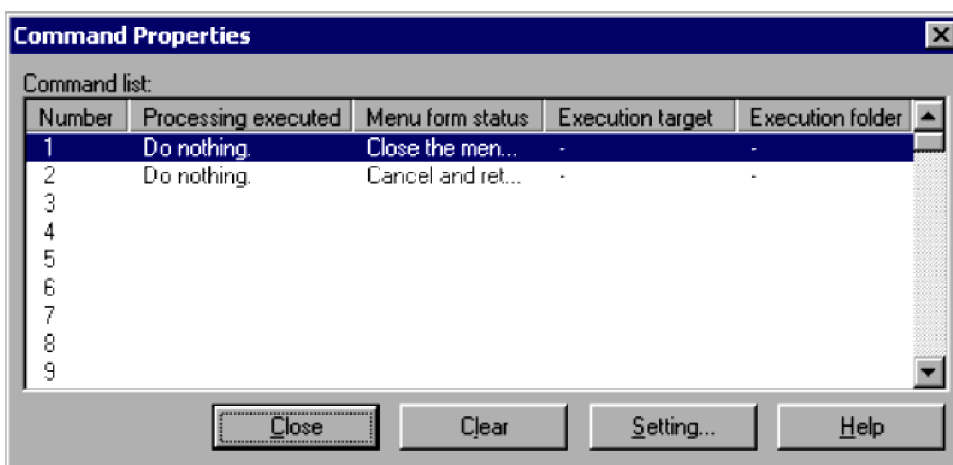 Command Properties
Command list:
Number Processing executed Menu form status Execution target Execution folder
1 Do nothing. Close the men... - -
2 Do nothing. Cancel and ret... - -
3
4
5
6
7
8
9
Close Clear Setting... Help